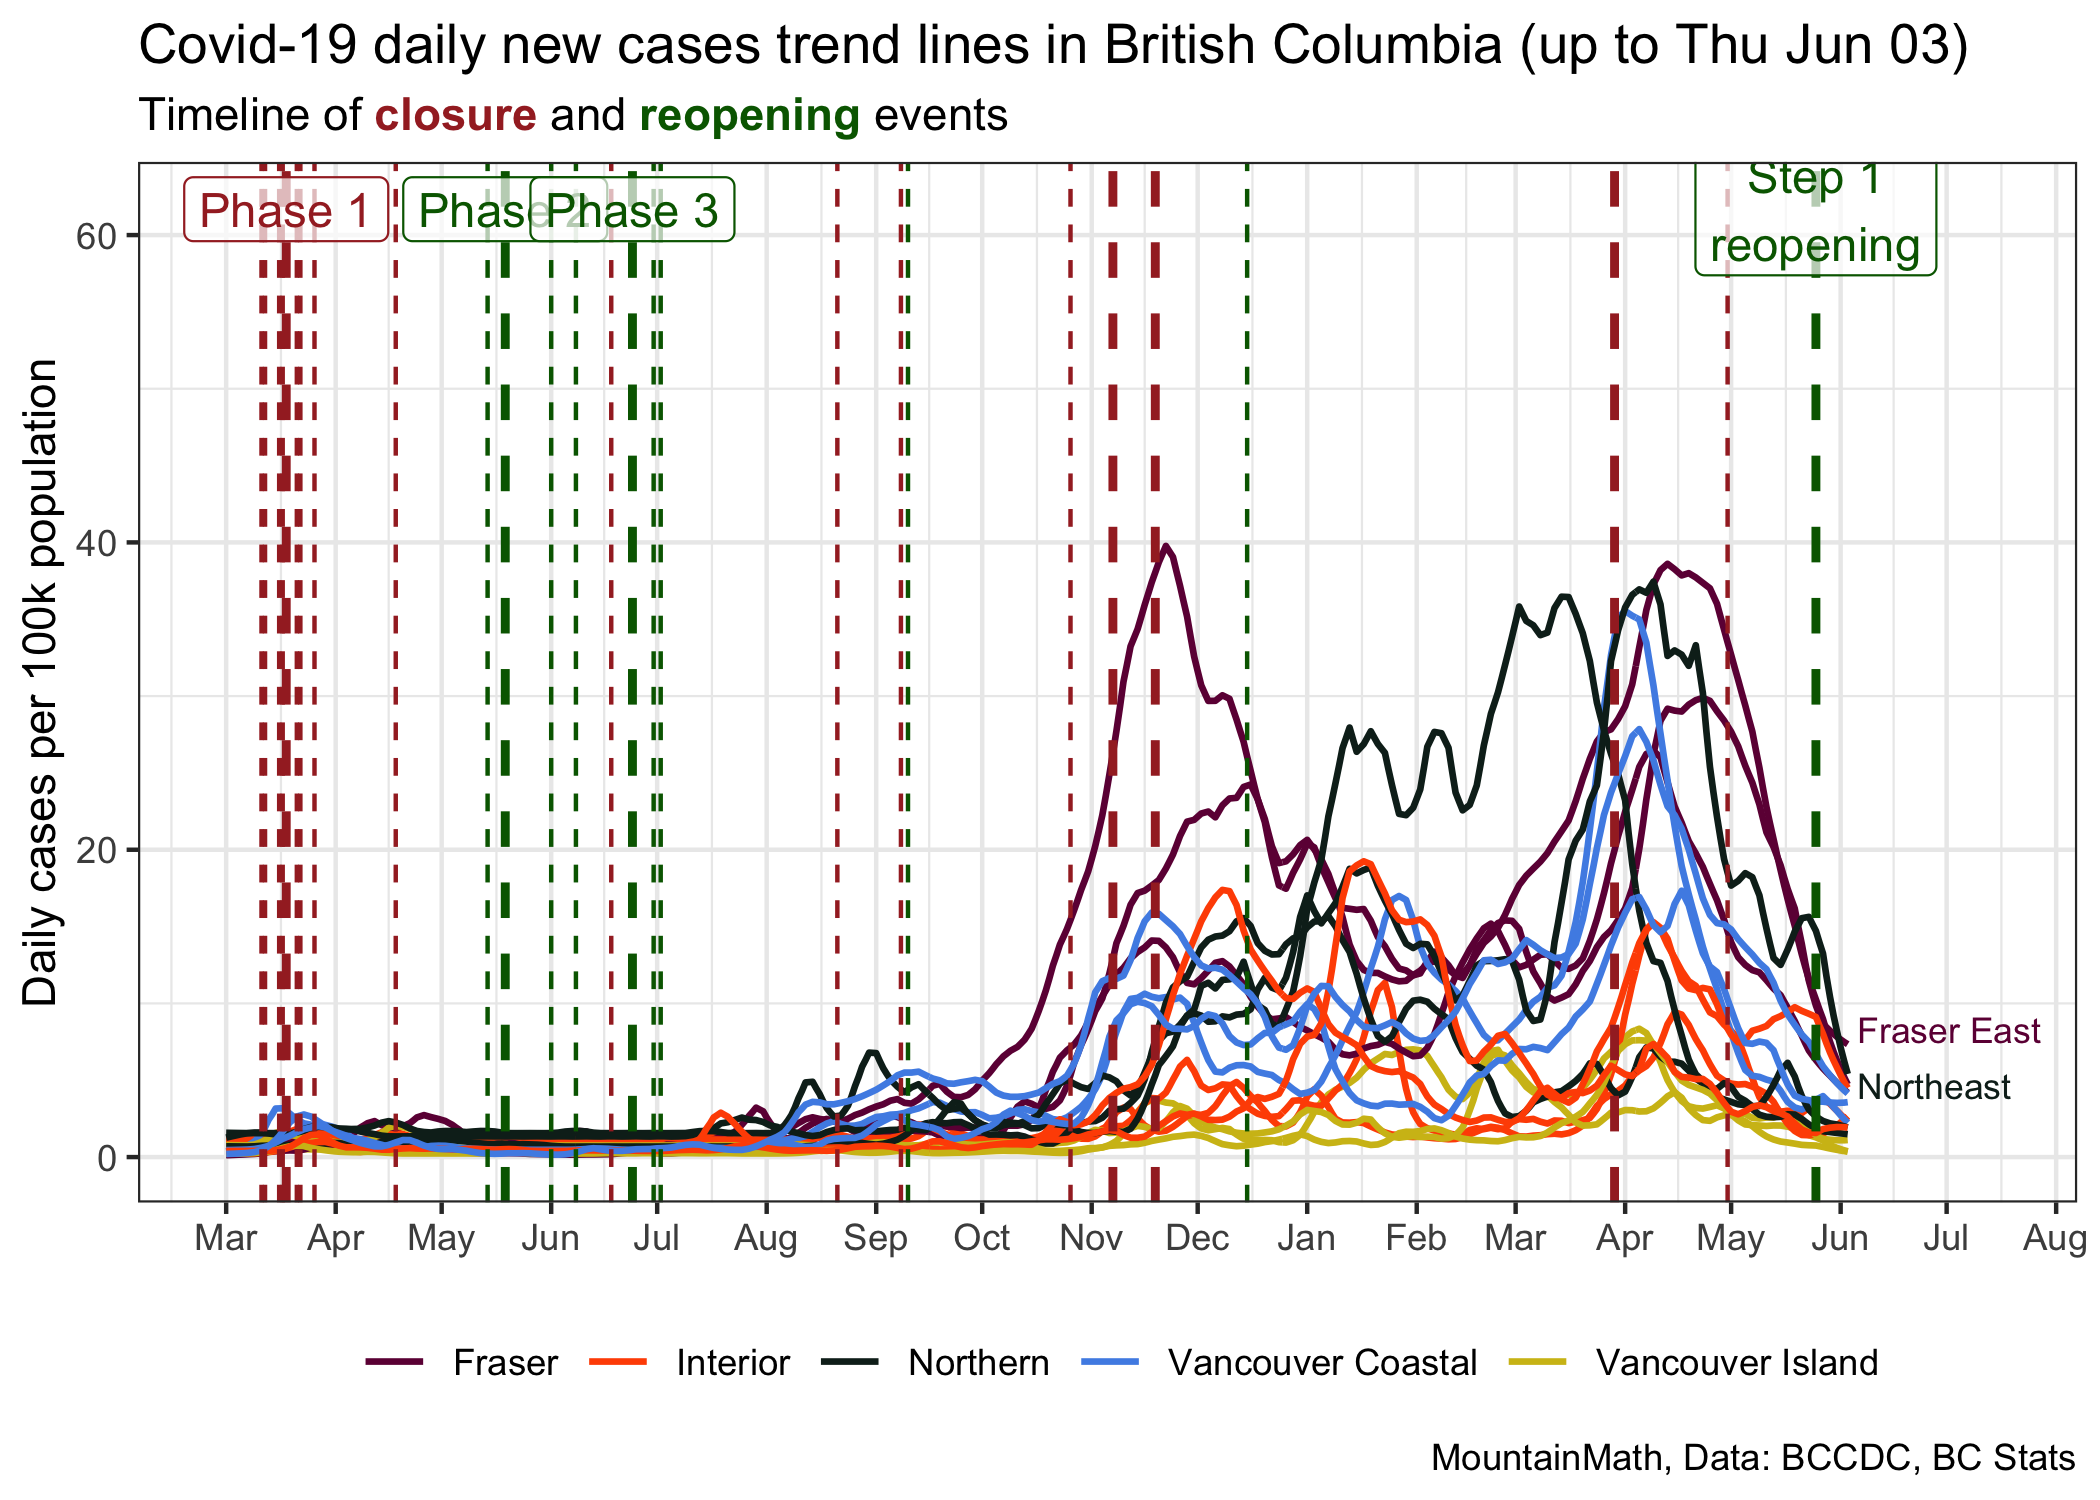 Covid-19 daily new cases trend lines in British Columbia (up to Thu Jun 03)
Timeline of closure and reopening events
Phase 1
Phase 2
Phase 3
Step 1
reopening
Daily cases per 100k population
60
40
20
0
Fraser East
Northeast
Mar Apr May Jun Jul Aug Sep Oct Nov Dec Jan Feb Mar Apr May Jun Jul Aug
Fraser Interior Northern Vancouver Coastal Vancouver Island
MountainMath, Data: BCCDC, BC Stats